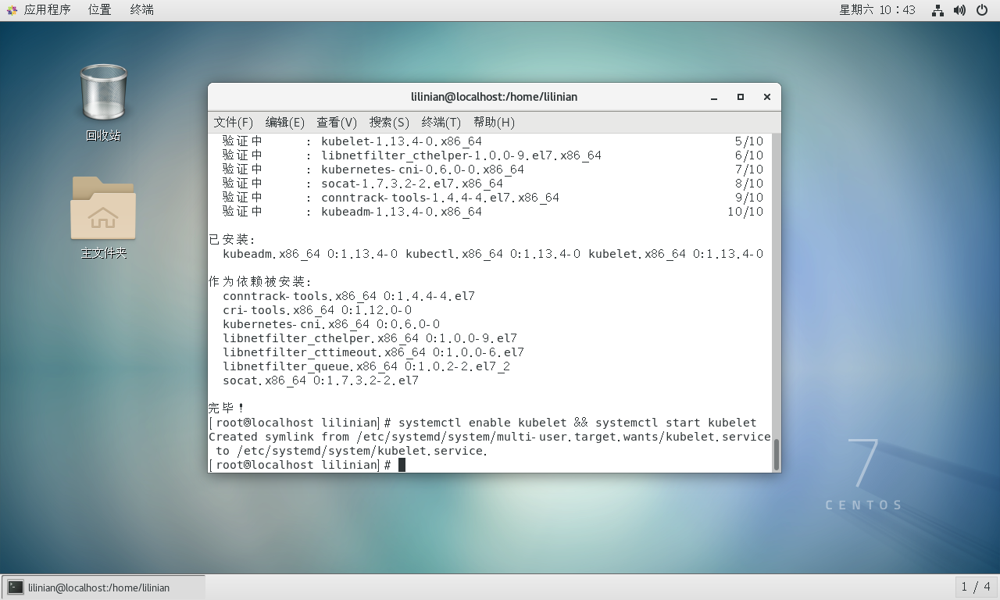 应用程序 位置 终端 星期六 10：43
回收站
主文件夹
lilinian@localhost:/home/lilinian
文件(F) 编辑(E) 查看(V) 搜索(S) 终端(T) 帮助(H)
验证中 : kubelet-1.13.4-0.x86_64 5/10
验证中 : libnetfilter_cthelper-1.0.0-9.el7.x86_64 6/10
验证中 : kubernetes-cni-0.6.0-0.x86_64 7/10
验证中 : socat-1.7.3.2-2.el7.x86_64 8/10
验证中 : conntrack-tools-1.4.4-4.el7.x86_64 9/10
验证中 : kubeadm-1.13.4-0.x86_64 10/10
已安装:
kubeadm.x86_64 0:1.13.4-0 kubectl.x86_64 0:1.13.4-0 kubelet.x86_64 0:1.13.4-0
作为依赖被安装:
conntrack-tools.x86_64 0:1.4.4-4.el7
cri-tools.x86_64 0:1.12.0-0
kubernetes-cni.x86_64 0:0.6.0-0
libnetfilter_cthelper.x86_64 0:1.0.0-9.el7
libnetfilter_cttimeout.x86_64 0:1.0.0-6.el7
libnetfilter_queue.x86_64 0:1.0.2-2.el7_2
socat.x86_64 0:1.7.3.2-2.el7
完毕！
[root@localhost lilinian]# systemctl enable kubelet && systemctl start kubelet
Created symlink from /etc/systemd/system/multi-user.target.wants/kubelet.service
to /etc/systemd/system/kubelet.service.
[root@localhost lilinian]#
7
CENTOS
lilinian@localhost:/home/lilinian 1 / 4